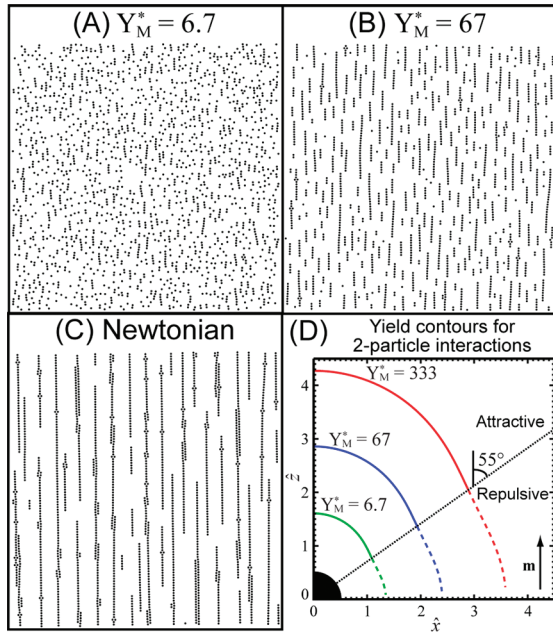 (A) Y*M = 6.7
(B) Y*M = 67
(C) Newtonian
(D) Yield contours for
2-particle interactions
4
3
2
1
0
ẑ
Y*M = 333
Y*M = 67
Y*M = 6.7
Attractive
55°
Repulsive
m
0 1 2 3 4
x̂